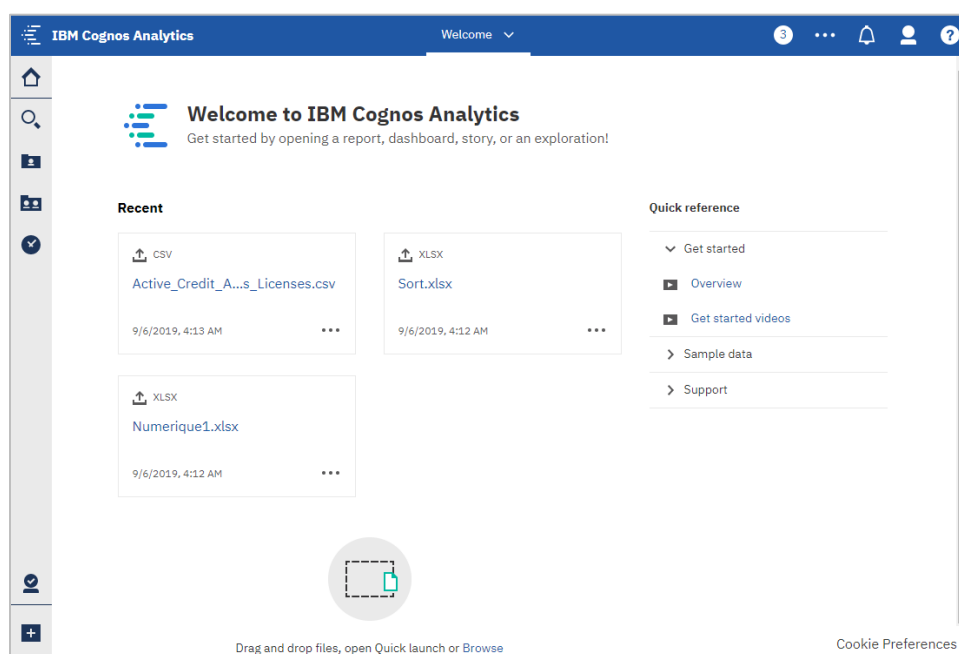 IBM Cognos Analytics
Welcome
3
?
Welcome to IBM Cognos Analytics
Get started by opening a report, dashboard, story, or an exploration!
Recent
CSV
Active_Credit_A...s_Licenses.csv
9/6/2019, 4:13 AM
XLSX
Sort.xlsx
9/6/2019, 4:12 AM
XLSX
Numerique1.xlsx
9/6/2019, 4:12 AM
Quick reference
Get started
Overview
Get started videos
Sample data
Support
Drag and drop files, open Quick launch or Browse
Cookie Preferences